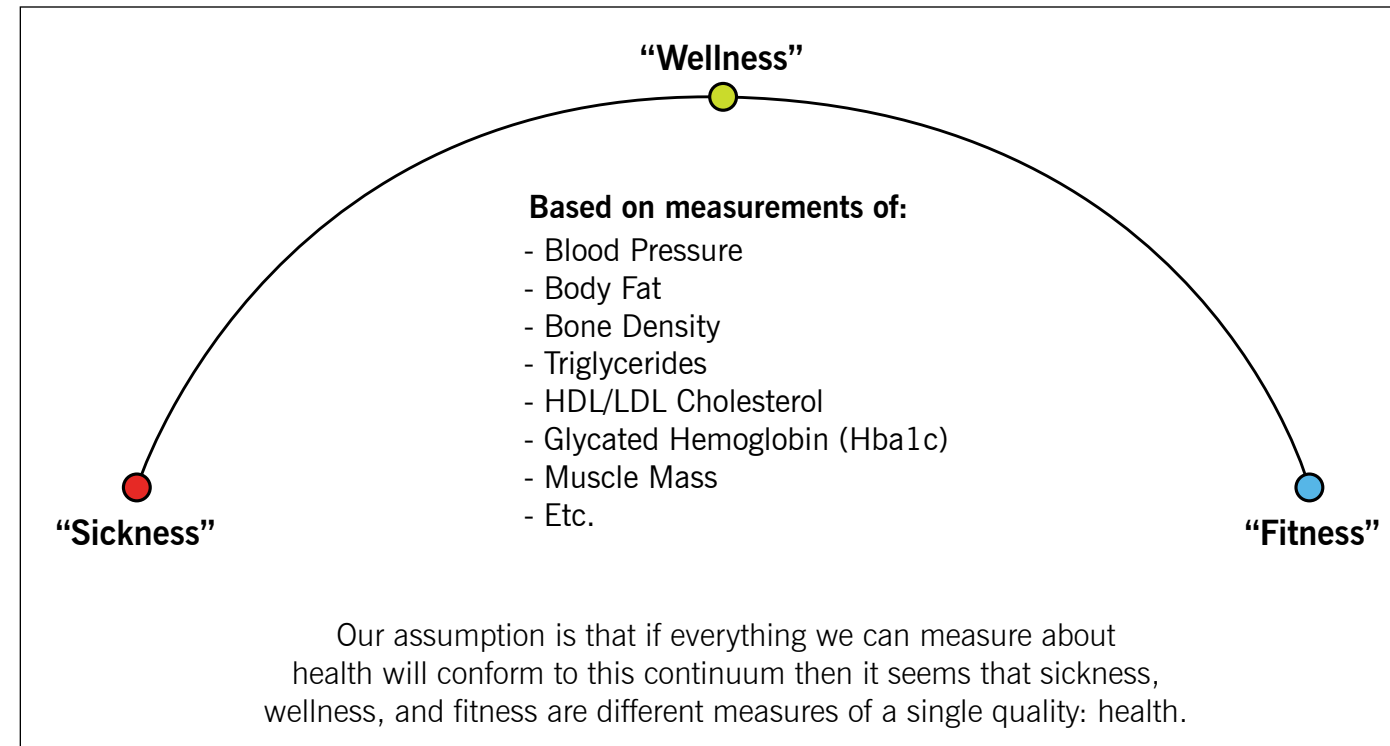 “Wellness”
Based on measurements of:
- Blood Pressure
- Body Fat
- Bone Density
- Triglycerides
- HDL/LDL Cholesterol
- Glycated Hemoglobin (Hba1c)
- Muscle Mass
- Etc.
“Sickness”
“Fitness”
Our assumption is that if everything we can measure about
health will conform to this continuum then it seems that sickness,
wellness, and fitness are different measures of a single quality: health.